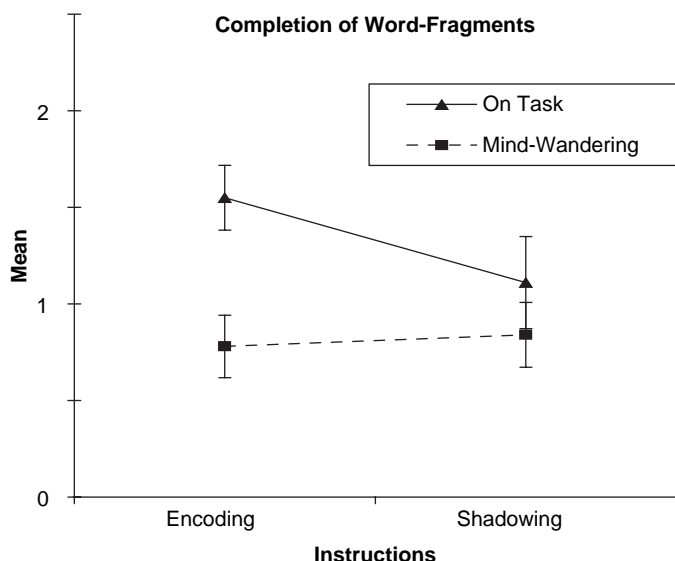 Completion of Word-Fragments
2
On Task
Mind-Wandering
Mean
1
0
Encoding
Shadowing
Instructions